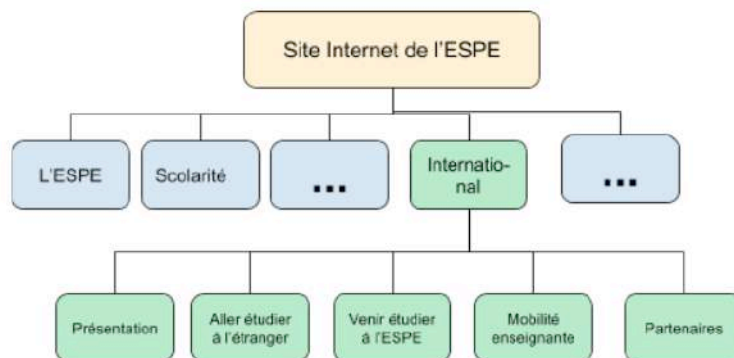 Site Internet de l'ESPE
L'ESPE
Scolarité
...
Internatio-
nal
...
Présentation
Aller étudier
à l'étranger
Venir étudier
à l'ESPE
Mobilité
enseignante
Partenaires